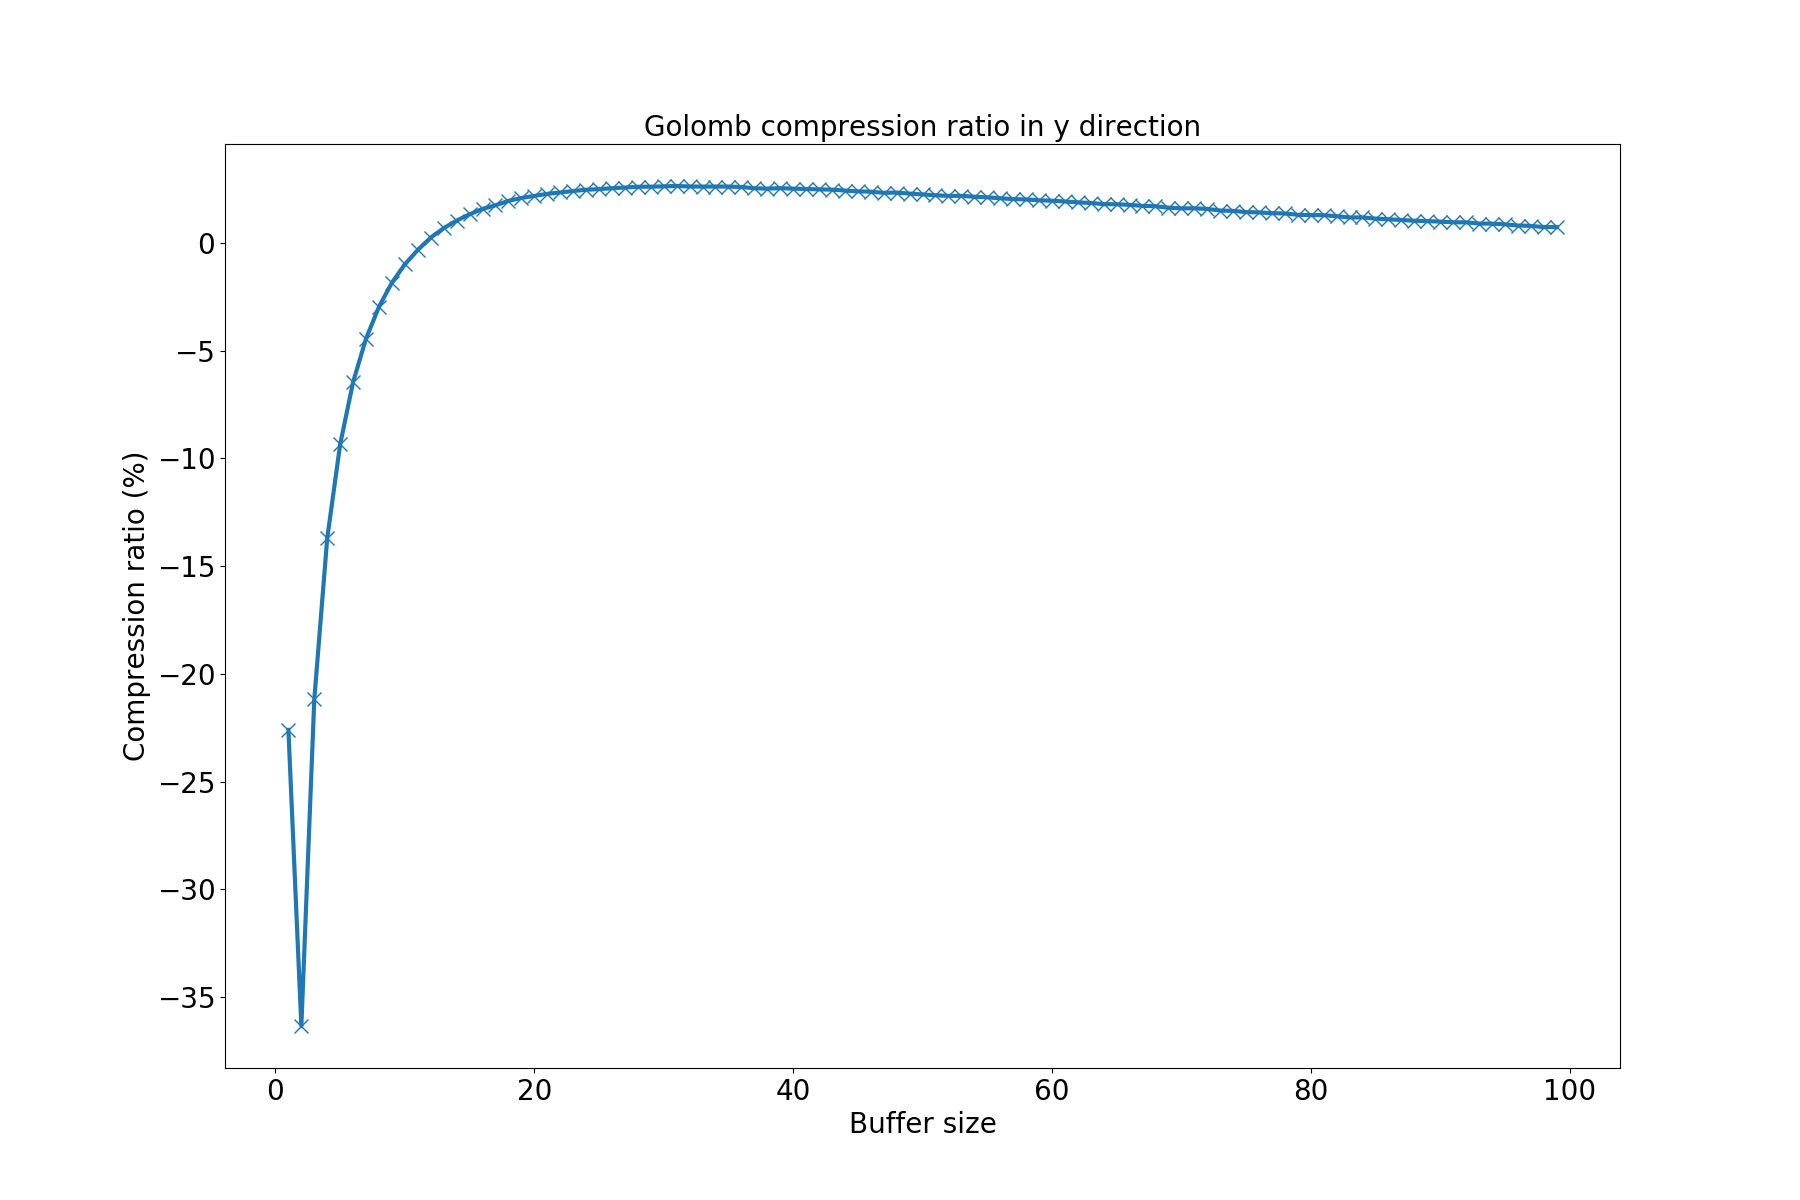 Golomb compression ratio in y direction
Compression ratio (%)
0
−5
−10
−15
−20
−25
−30
−35
0 20 40 60 80 100
Buffer size